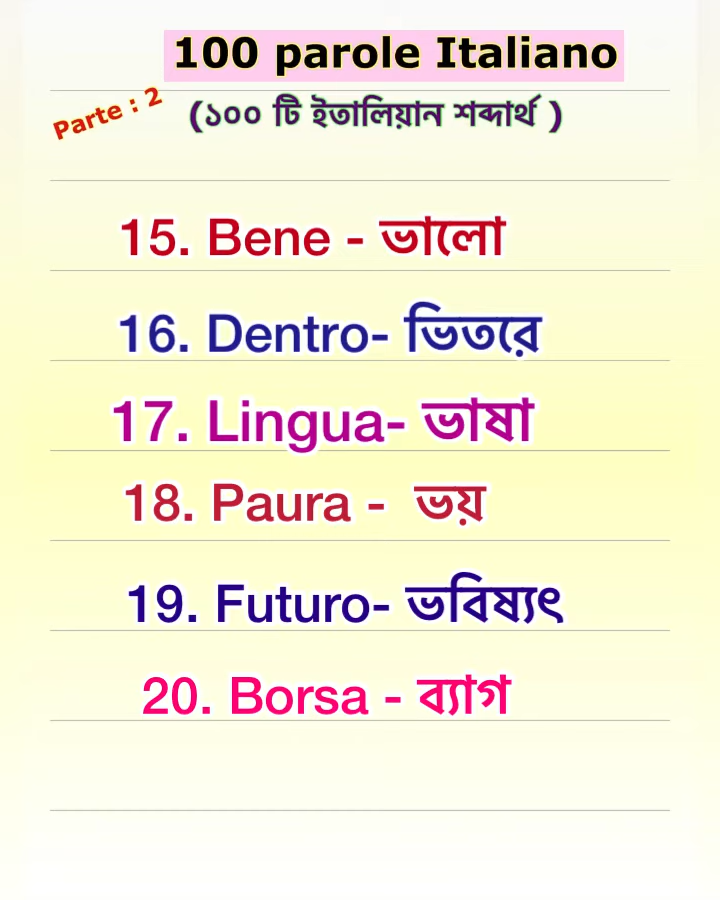 100 parole Italiano
Parte : 2
(১০০ টি ইতালিয়ান শব্দার্থ )
15. Bene - ভালো
16. Dentro- ভিতরে
17. Lingua- ভাষা
18. Paura - ভয়
19. Futuro- ভবিষ্যৎ
20. Borsa - ব্যাগ